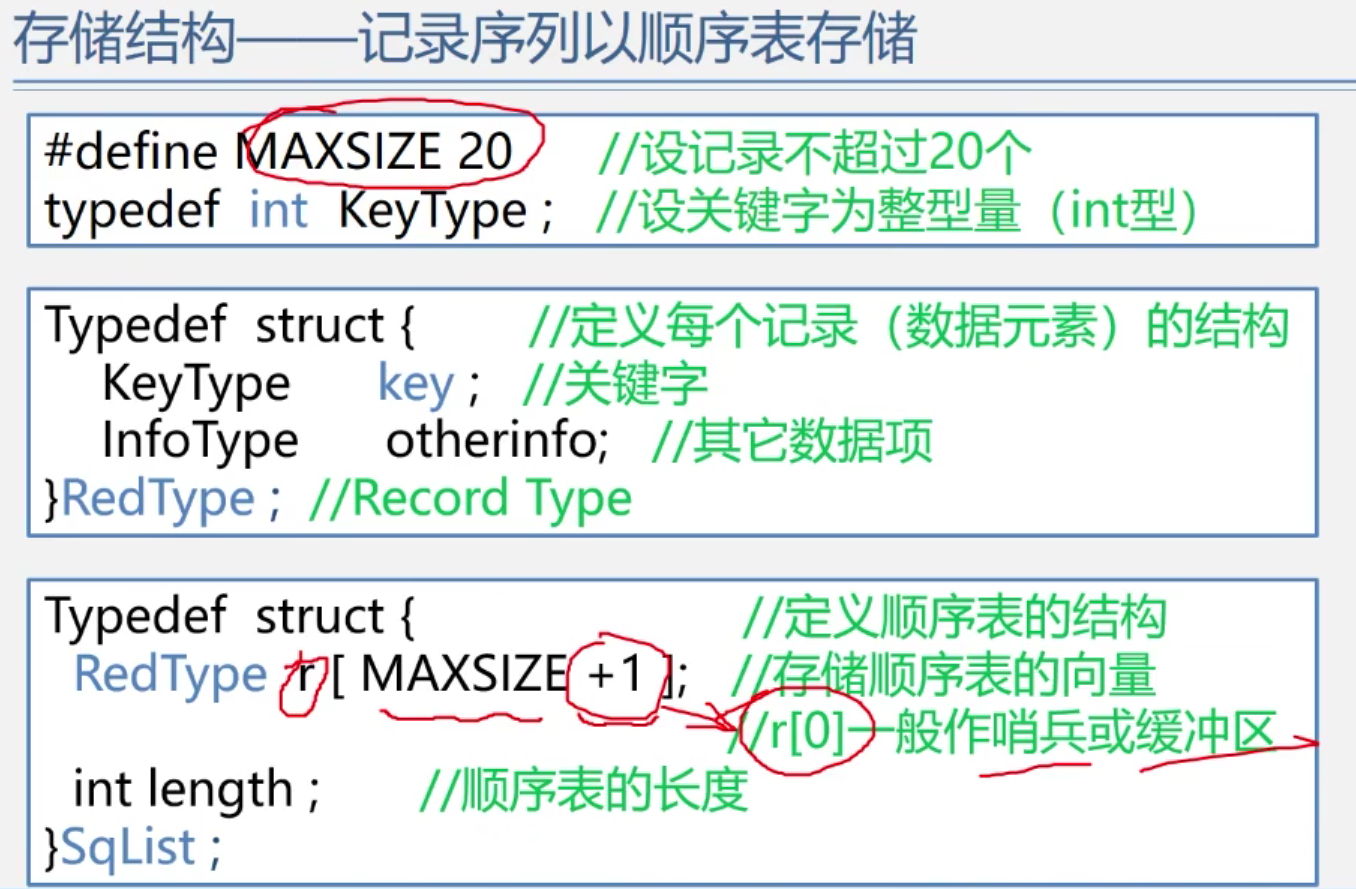 存储结构——记录序列以顺序表存储
#define MAXSIZE 20 //设记录不超过20个
typedef int KeyType ; //设关键字为整型量（int型）
Typedef struct { //定义每个记录（数据元素）的结构
KeyType key ; //关键字
InfoType otherinfo; //其它数据项
}RedType ; //Record Type
Typedef struct { //定义顺序表的结构
RedType r [ MAXSIZE +1 ]; //存储顺序表的向量
//r[0]一般作哨兵或缓冲区
int length ; //顺序表的长度
}SqList ;